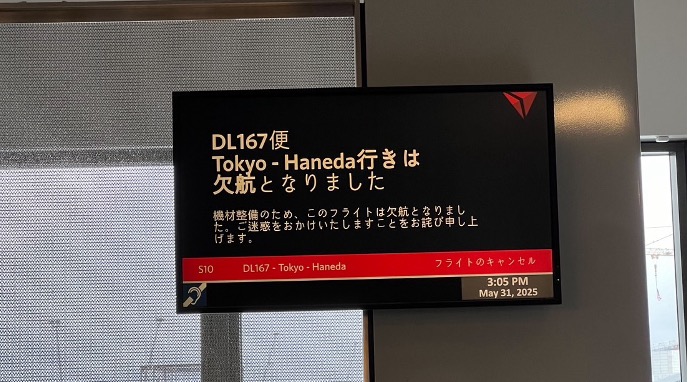 DL167便
Tokyo - Haneda行きは
欠航となりました
機材整備のため、このフライトは欠航となりまし
た。ご迷惑をおかけいたしますことをお詫び申し上
げます。
S10 DL167 - Tokyo - Haneda フライトのキャンセル
3:05 PM
May 31, 2025